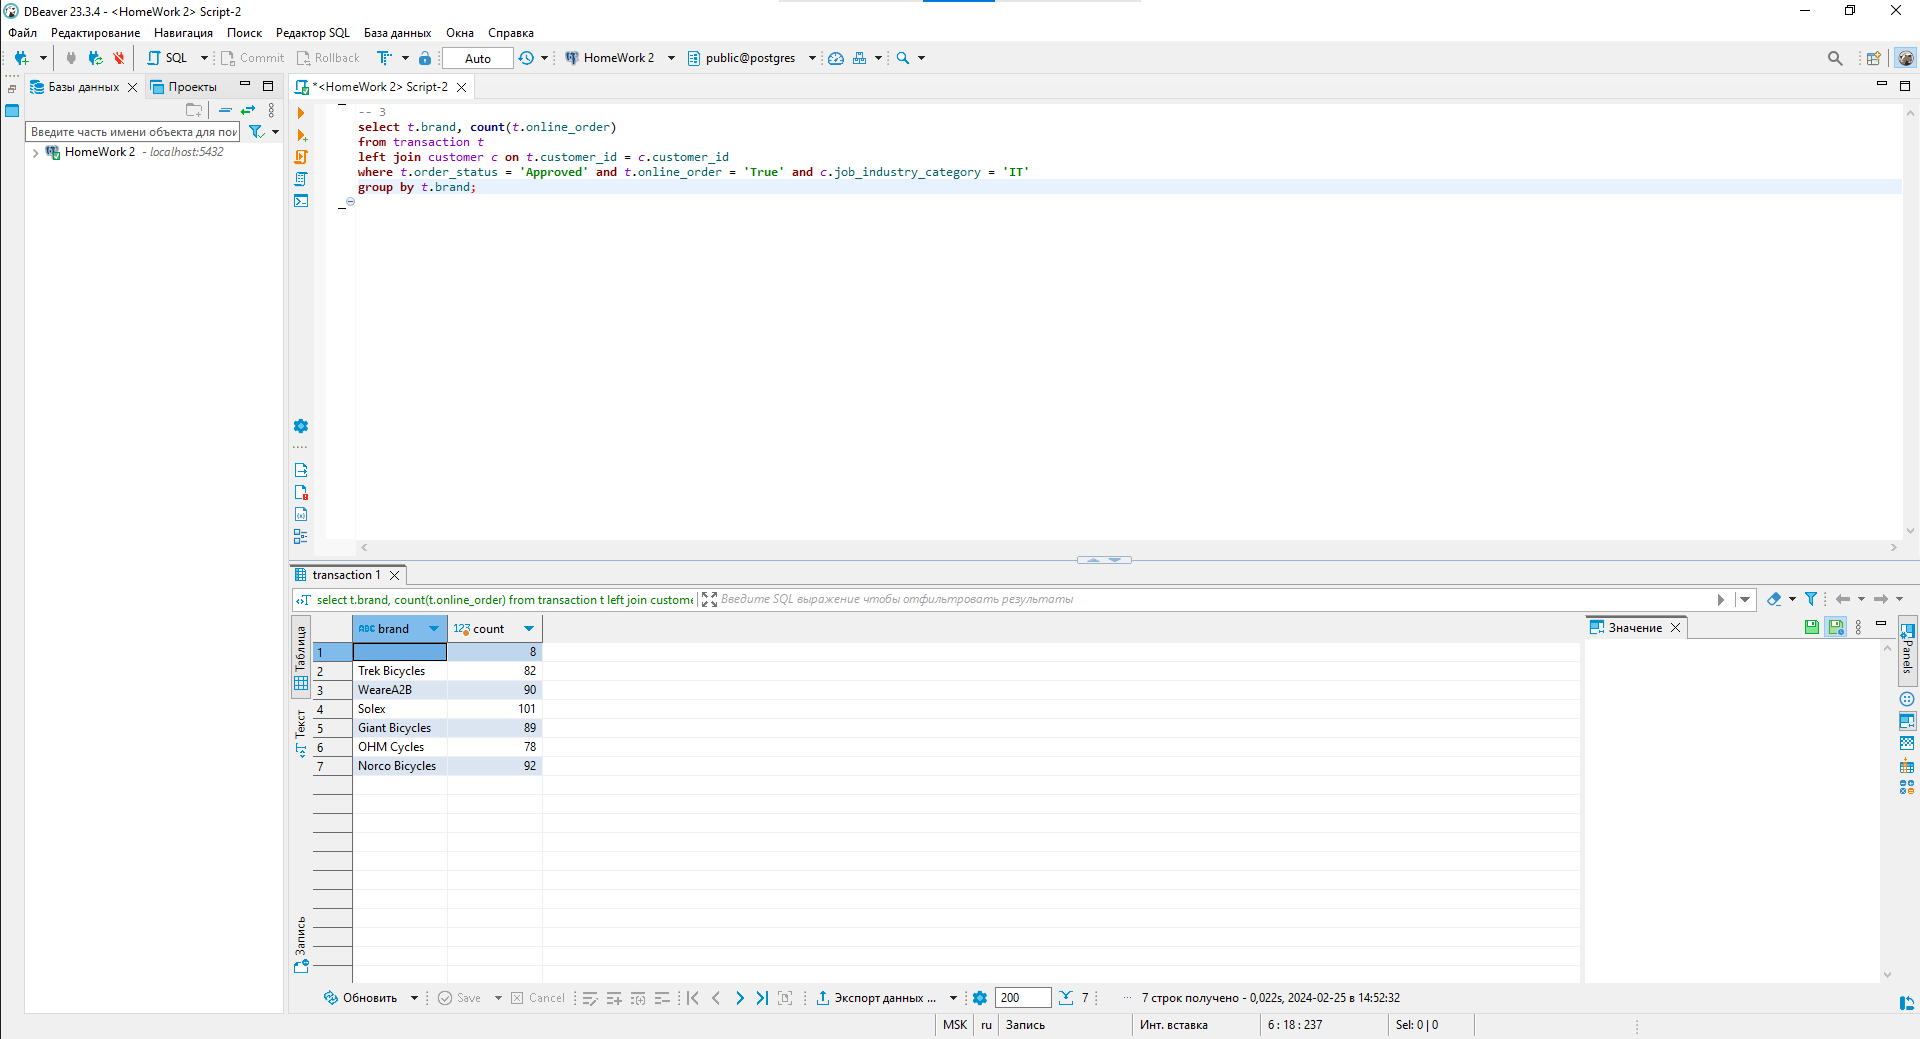 DBeaver 23.3.4 - <HomeWork 2> Script-2
Файл Редактирование Навигация Поиск Редактор SQL База данных Окна Справка
SQL Commit Rollback Auto HomeWork 2 public@postgres
Базы данных Проекты
*<HomeWork 2> Script-2
Введите часть имени объекта для пои
HomeWork 2 - localhost:5432
-- 3
select t.brand, count(t.online_order)
from transaction t
left join customer c on t.customer_id = c.customer_id
where t.order_status = 'Approved' and t.online_order = 'True' and c.job_industry_category = 'IT'
group by t.brand;
transaction 1
select t.brand, count(t.online_order) from transaction t left join custome Введите SQL выражение чтобы отфильтровать результаты
Таблица
Текст
Запись
ABC brand 123 count
1 8
2 Trek Bicycles 82
3 WeareA2B 90
4 Solex 101
5 Giant Bicycles 89
6 OHM Cycles 78
7 Norco Bicycles 92
Значение
Panels
Обновить Save Cancel Экспорт данных ... 200 7 ... 7 строк получено - 0,022s, 2024-02-25 в 14:52:32
MSK ru Запись Инт. вставка 6 : 18 : 237 Sel: 0 | 0